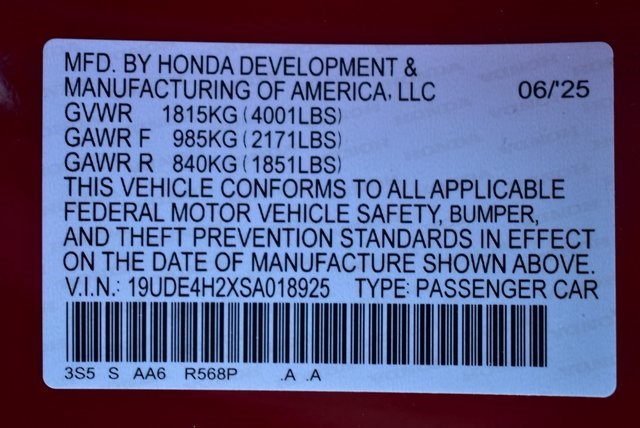 MFD. BY HONDA DEVELOPMENT &
MANUFACTURING OF AMERICA, LLC 06/'25
GVWR 1815KG (4001LBS)
GAWR F 985KG (2171LBS)
GAWR R 840KG (1851LBS)
THIS VEHICLE CONFORMS TO ALL APPLICABLE
FEDERAL MOTOR VEHICLE SAFETY, BUMPER,
AND THEFT PREVENTION STANDARDS IN EFFECT
ON THE DATE OF MANUFACTURE SHOWN ABOVE.
V.I.N.: 19UDE4H2XSA018925 TYPE: PASSENGER CAR
3S5 S AA6 R568P .A .A